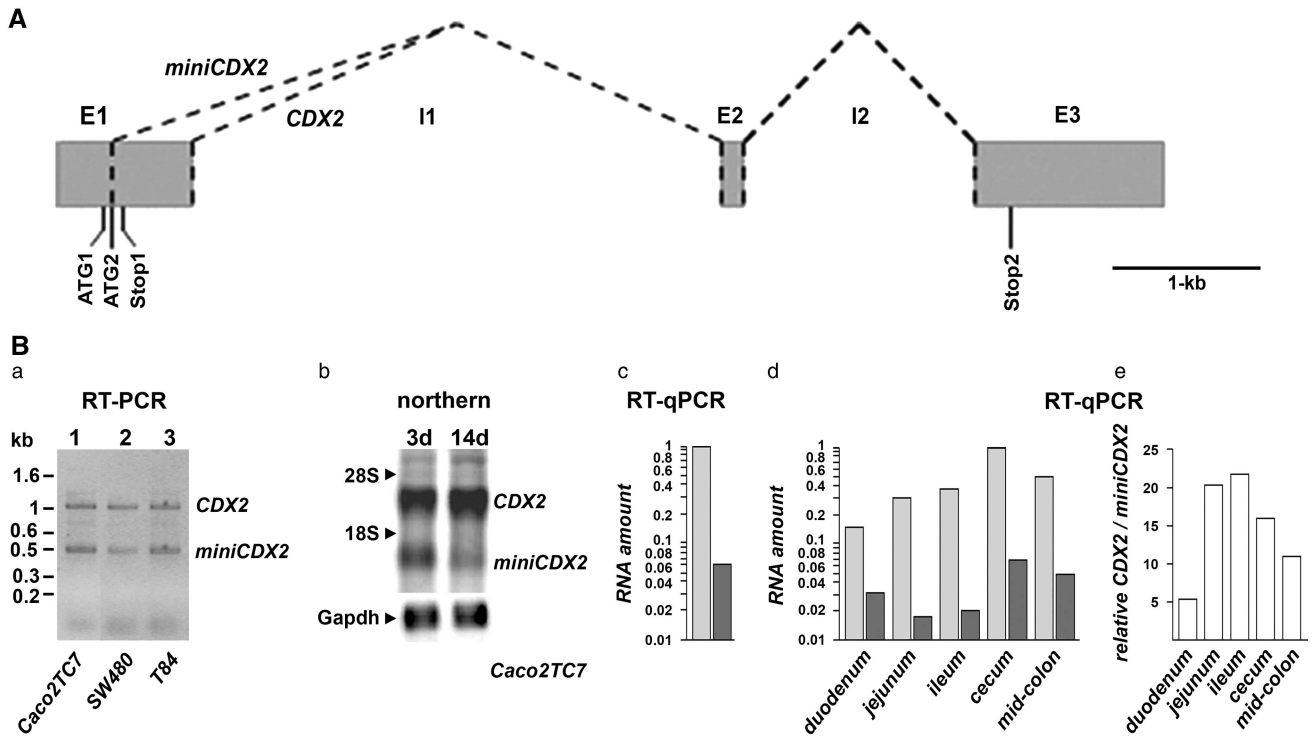 A
miniCDX2
CDX2
E1
I1
E2
I2
E3
ATG1
ATG2
Stop1
Stop2
1-kb
B
a
b
c
d
e
RT-PCR
northern
RT-qPCR
RT-qPCR
kb
1 2 3
1.6
1
0.6
0.5
0.3
0.2
CDX2
miniCDX2
Caco2TC7
SW480
T84
3d 14d
28S
18S
CDX2
miniCDX2
Gapdh
Caco2TC7
RNA amount
1
0.8
0.6
0.4
0.2
0.1
0.08
0.06
0.04
0.02
0.01
RNA amount
1
0.8
0.6
0.4
0.2
0.1
0.08
0.06
0.04
0.02
0.01
duodenum
jejunum
ileum
cecum
mid-colon
relative CDX2 / miniCDX2
25
20
15
10
5
duodenum
jejunum
ileum
cecum
mid-colon